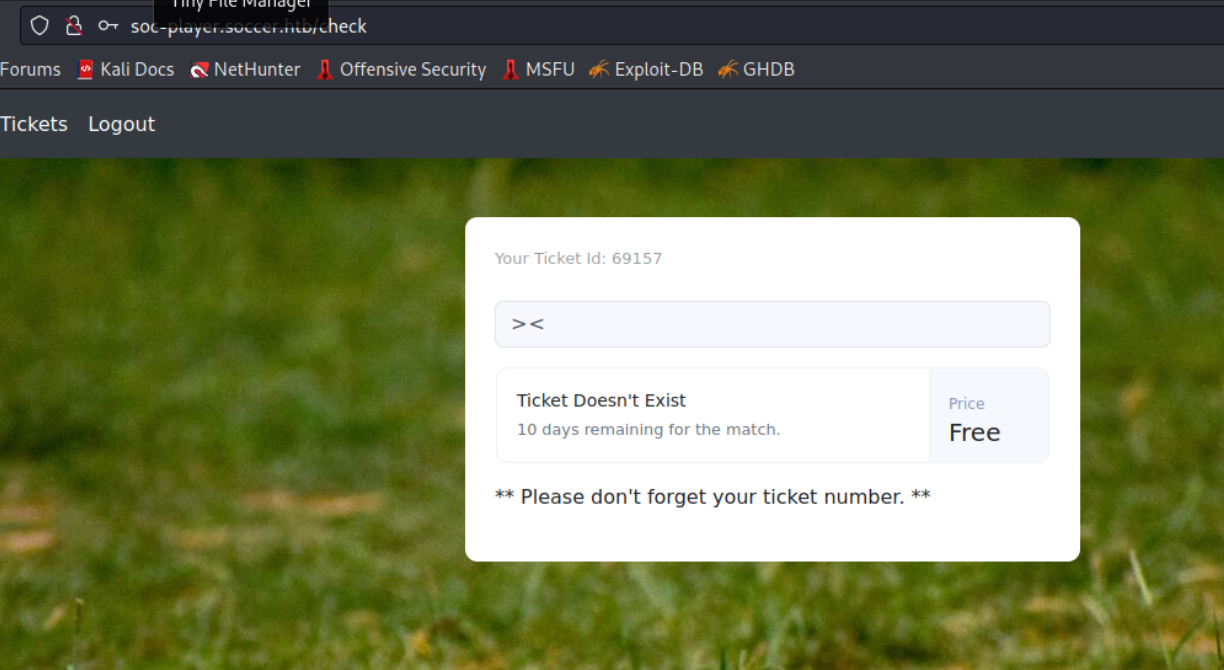 Tiny File Manager
soc-player.soccer.htb/check
Forums Kali Docs NetHunter Offensive Security MSFU Exploit-DB GHDB
Tickets Logout
Your Ticket Id: 69157
><
Ticket Doesn't Exist
10 days remaining for the match.
Price
Free
** Please don't forget your ticket number. **